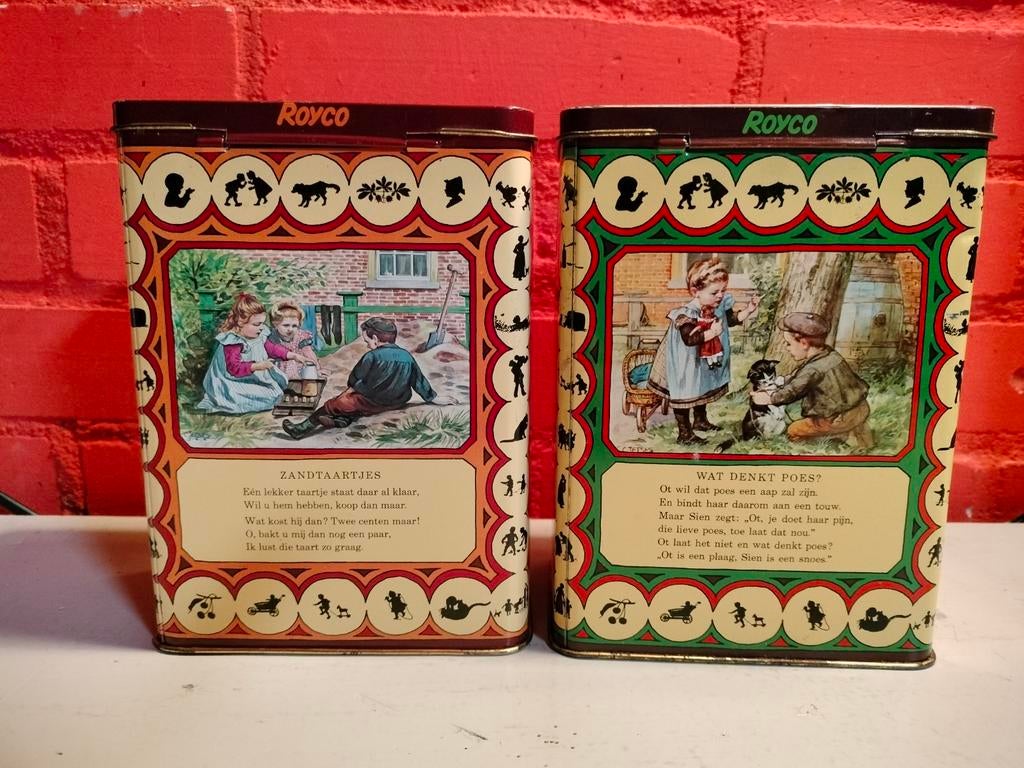 ROYCO
ZANDTAARTJES
Eén lekker taartje staat daar al klaar,
Wil u hem hebben, koop dan maar.
Wat kost hij dan? Twee centen maar!
O, bakt u mij dan nog een paar,
Ik lust die taart zo graag.
ROYCO
WAT DENKT POES?
Ot wil dat poes een aap zal zijn.
En bindt haar daarom aan een touw.
Maar Sien zegt: „Ot, je doet haar pijn,
die lieve poes, toe laat dat nou.”
Ot laat het niet en wat denkt poes?
„Ot is een plaag, Sien is een snoes.”